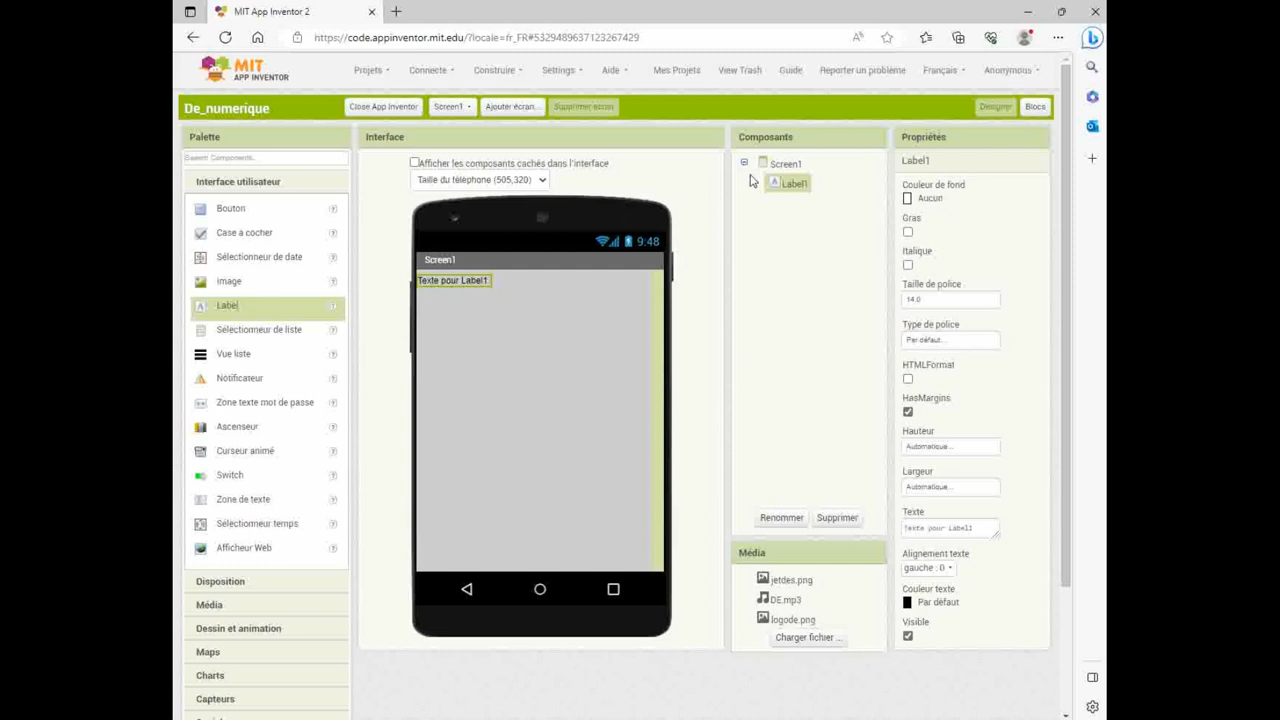 MIT App Inventor 2
https://code.appinventor.mit.edu/?locale=fr_FR#5329489637123267429
MIT
APP INVENTOR
Projets
Connecte
Construire
Settings
Aide
Mes Projets
View Trash
Guide
Reporter un problème
Français
Anonymous
De_numerique
Close App Inventor
Screen1
Ajouter écran...
Supprimer écran
Designer
Blocs
Palette
Search Components...
Interface utilisateur
Bouton
Case à cocher
Sélectionneur de date
Image
Label
Sélectionneur de liste
Vue liste
Notificateur
Zone texte mot de passe
Ascenseur
Curseur animé
Switch
Zone de texte
Sélectionneur temps
Afficheur Web
Disposition
Média
Dessin et animation
Maps
Charts
Capteurs
Interface
Afficher les composants cachés dans l'interface
Taille du téléphone (505,320)
9:48
Screen1
Texte pour Label1
Composants
Screen1
Label1
Renommer
Supprimer
Média
jetdes.png
DE.mp3
logode.png
Charger fichier ...
Propriétés
Label1
Couleur de fond
Aucun
Gras
Italique
Taille de police
14.0
Type de police
Par défaut...
HTMLFormat
HasMargins
Hauteur
Automatique...
Largeur
Automatique...
Texte
Texte pour Label1
Alignement texte
gauche : 0
Couleur texte
Par défaut
Visible